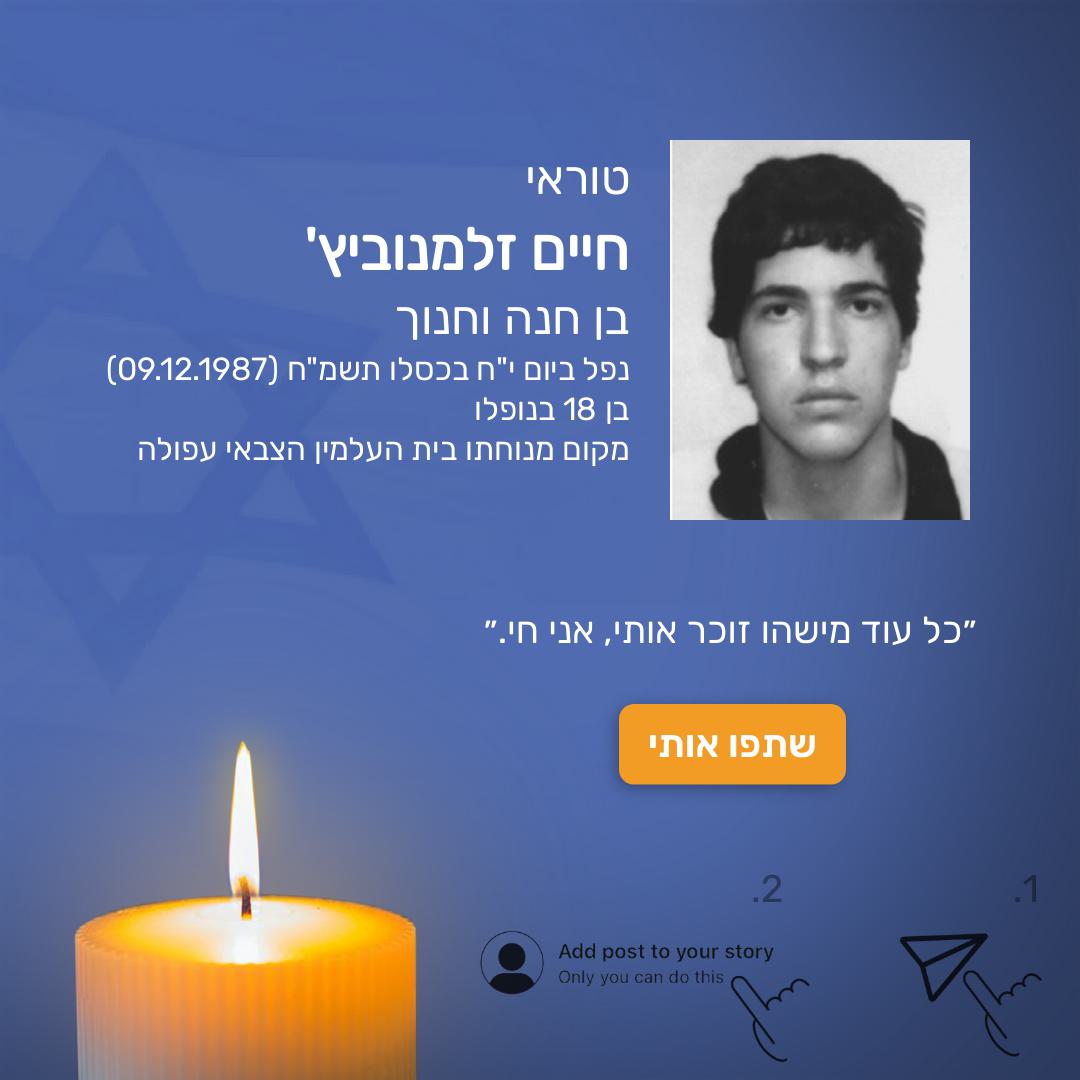 טוראי
חיים זלמנוביץ'
בן חנה וחנוך
נפל ביום י"ח בכסלו תשמ"ח (09.12.1987)
בן 18 בנופלו
מקום מנוחתו בית העלמין הצבאי עפולה
״כל עוד מישהו זוכר אותי, אני חי.״
שתפו אותי
1.
2.
Add post to your story
Only you can do this